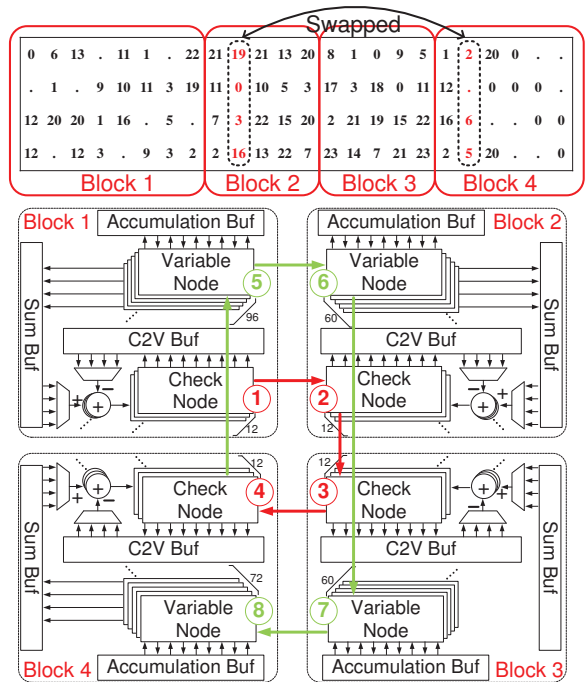 Swapped
0 6 13 . 11 1 . 22 21 19 21 13 20 8 1 0 9 5 1 2 20 0 . .
. 1 . 9 10 11 3 19 11 0 10 5 3 17 3 18 0 11 12 . 0 0 0 .
12 20 20 1 16 . 5 . 7 3 22 15 20 2 21 19 15 22 16 6 . . 0 0
12 . 12 3 . 9 3 2 2 16 13 22 7 23 14 7 21 23 2 5 20 . . 0
Block 1 Block 2 Block 3 Block 4
Block 1
Accumulation Buf
Variable
Node
5
96
Sum Buf
C2V Buf
Check
Node
1
12
+
−
+
Accumulation Buf
Block 2
Variable
Node
6
60
Sum Buf
C2V Buf
Check
Node
2
12
−
+
+
Sum Buf
12
+
−
+
Check
Node
4
C2V Buf
72
Variable
Node
8
Block 4
Accumulation Buf
12
3
Check
Node
+
−
+
Sum Buf
C2V Buf
60
7
Variable
Node
Accumulation Buf
Block 3